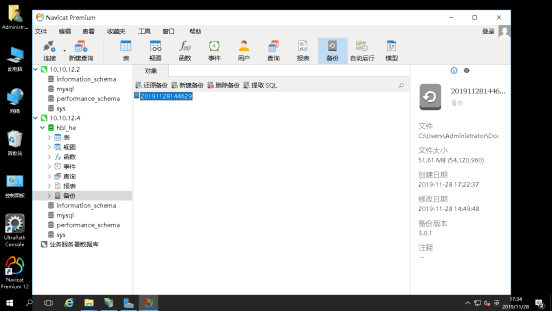 Navicat Premium
文件 编辑 查看 收藏夹 工具 窗口 帮助 登录
连接 新建查询 表 视图 函数 事件 用户 查询 报表 备份 自动运行 模型
对象
还原备份 新建备份 删除备份 提取 SQL
20191128144629
10.10.12.2
information_schema
mysql
performance_schema
sys
10.10.12.4
hbl_he
表
视图
函数
事件
查询
报表
备份
information_schema
mysql
performance_schema
sys
业务服务器数据库
201911281446...
备份
文件
C:\Users\Administrator\Doc
文件大小
51.61 MB (54,120,960)
创建日期
2019-11-28 17:22:37
修改日期
2019-11-28 14:49:48
备份版本
3.0.1
注释
--
Administr...
此电脑
网络
回收站
控制面板
UltraPath Console
Navicat Premium 12
17:34
2019/11/28